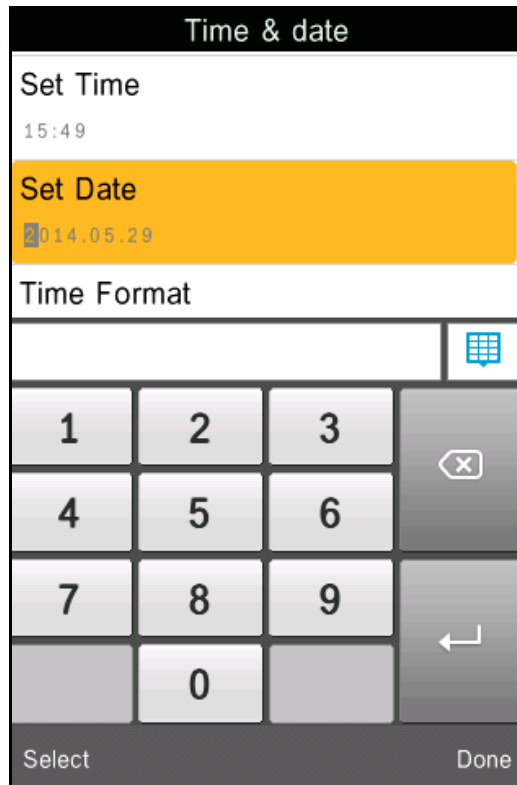 Time & date
Set Time
15:49
Set Date
2014.05.29
Time Format
1 2 3
4 5 6
7 8 9
0
Select Done